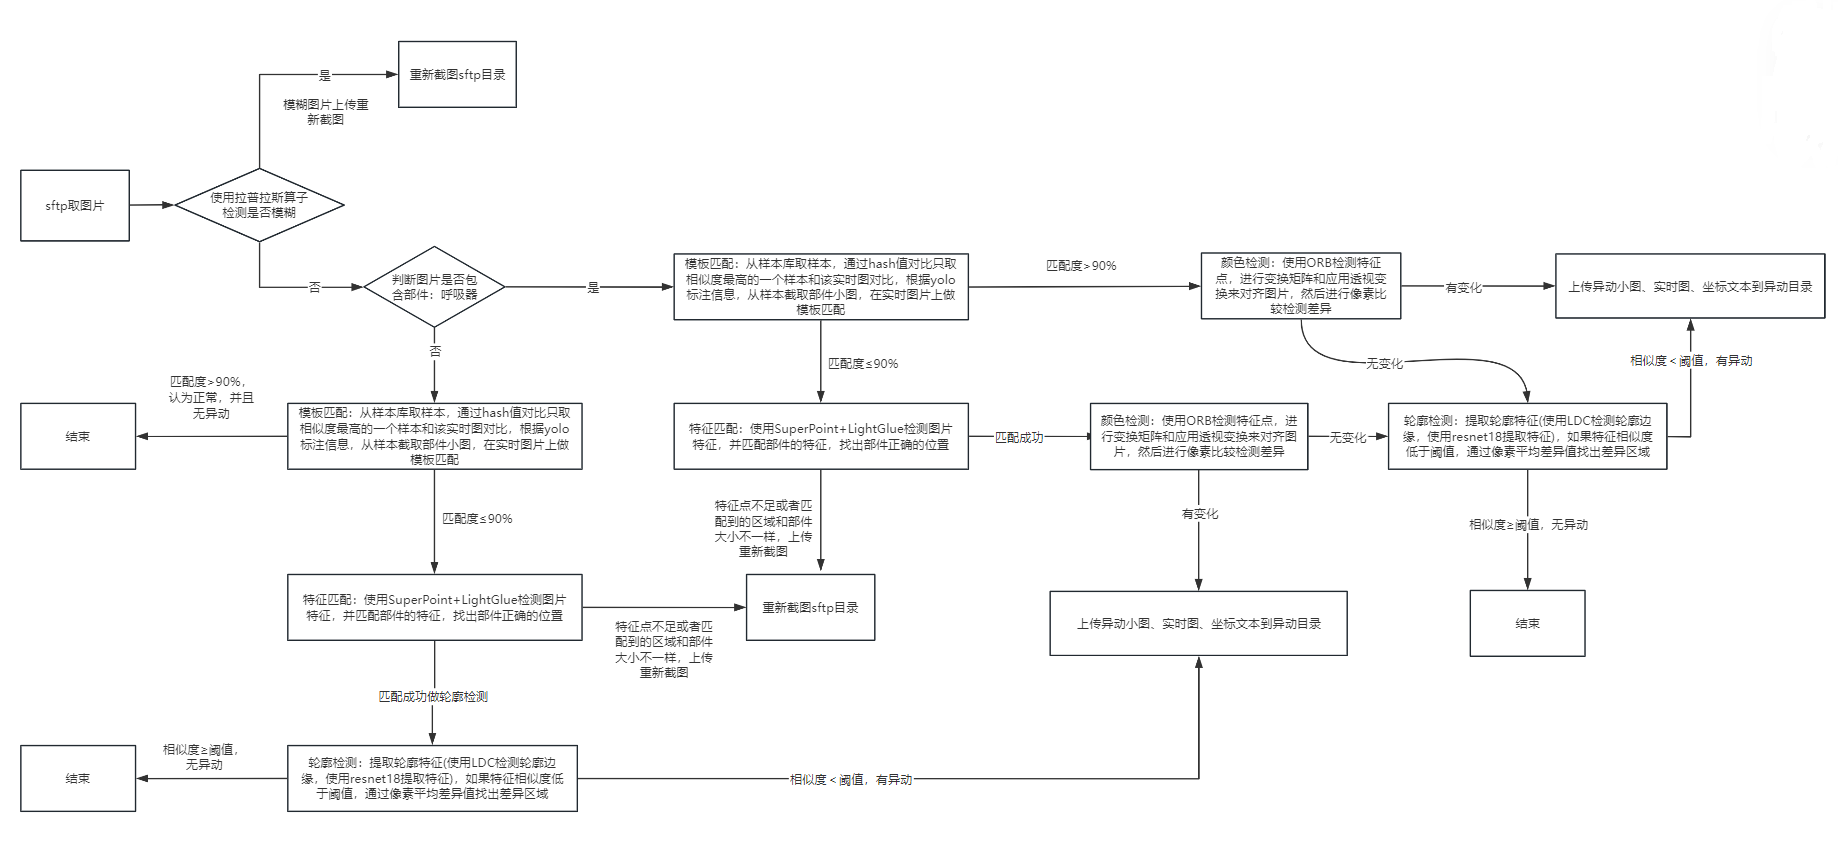 是
重新截图sftp目录
模糊图片上传重
新截图
sftp取图片
使用拉普拉斯算子
检测是否模糊
否
判断图片是否包
含部件：呼吸器
是
模板匹配：从样本库取样本，通过hash值对比只取
相似度最高的一个样本和该实时图对比，根据yolo
标注信息，从样本截取部件小图，在实时图片上做
模板匹配
匹配度>90%
颜色检测：使用ORB检测特征
点，进行变换矩阵和应用透视变
换来对齐图片，然后进行像素比
较检测差异
有变化
上传异动小图、实时图、坐标文本到异动目录
否
匹配度≤90%
无变化
相似度＜阈值，有异动
匹配度>90%，
认为正常，并且
无异动
结束
模板匹配：从样本库取样本，通过hash值对比只取
相似度最高的一个样本和该实时图对比，根据yolo
标注信息，从样本截取部件小图，在实时图片上做
模板匹配
特征匹配：使用SuperPoint+LightGlue检测图片
特征，并匹配部件的特征，找出部件正确的位置
匹配成功
颜色检测：使用ORB检测特征点，进
行变换矩阵和应用透视变换来对齐图
片，然后进行像素比较检测差异
无变化
轮廓检测：提取轮廓特征(使用LDC检测轮廓边
缘，使用resnet18提取特征)，如果特征相似度
低于阈值，通过像素平均差异值找出差异区域
匹配度≤90%
特征点不足或者匹
配到的区域和部件
大小不一样，上传
重新截图
有变化
相似度≥阈值，无异动
特征匹配：使用SuperPoint+LightGlue检测图片
特征，并匹配部件的特征，找出部件正确的位置
特征点不足或者匹
配到的区域和部件
大小不一样，上传
重新截图
重新截图sftp目录
上传异动小图、实时图、坐标文本到异动目录
结束
匹配成功做轮廓检测
相似度≥阈值，
无异动
结束
轮廓检测：提取轮廓特征(使用LDC检测轮廓边
缘，使用resnet18提取特征)，如果特征相似度低
于阈值，通过像素平均差异值找出差异区域
相似度＜阈值，有异动